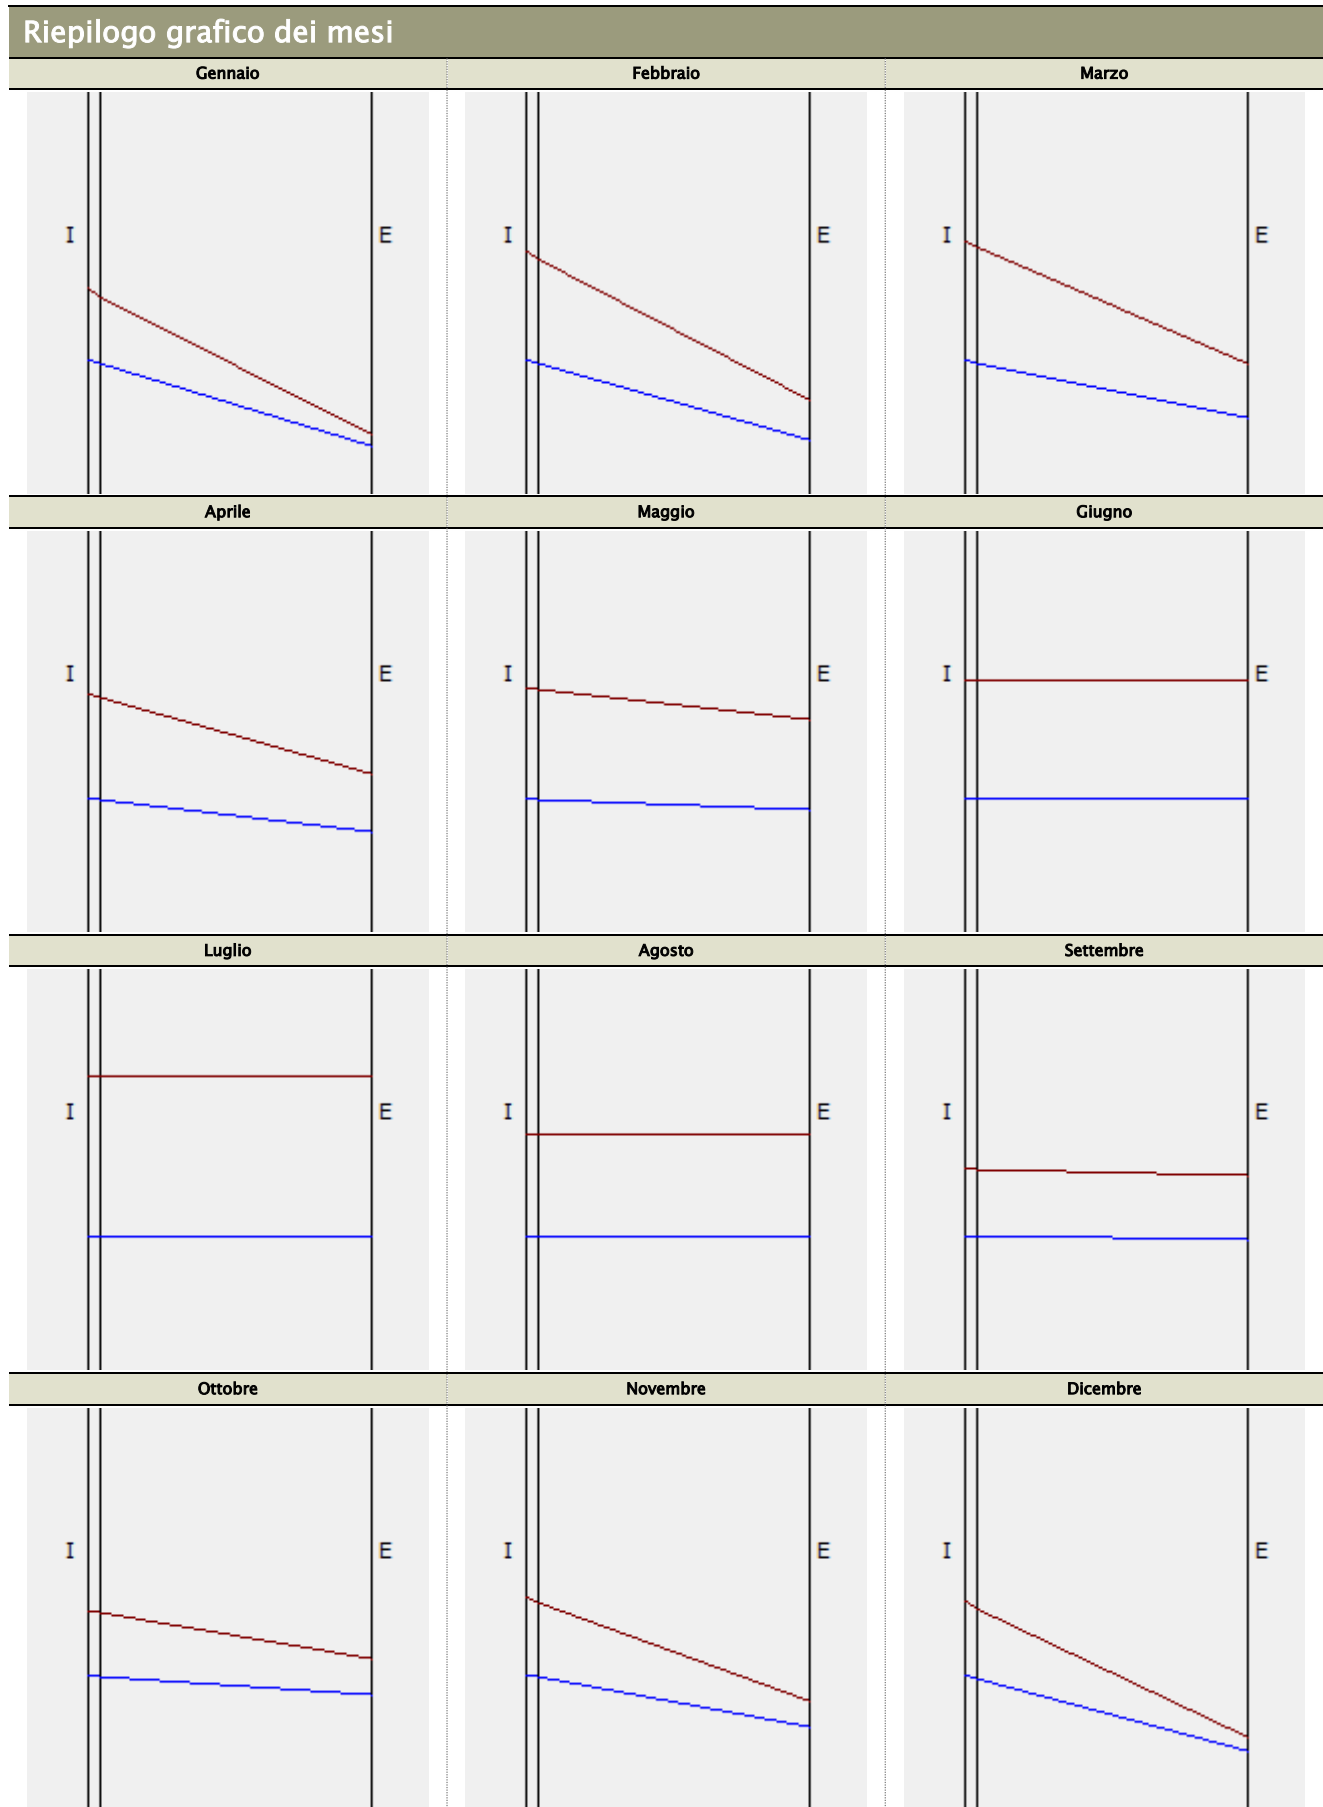 Riepilogo grafico dei mesi
Gennaio Febbraio Marzo
I E I E I E
Aprile Maggio Giugno
I E I E I E
Luglio Agosto Settembre
I E I E I E
Ottobre Novembre Dicembre
I E I E I E